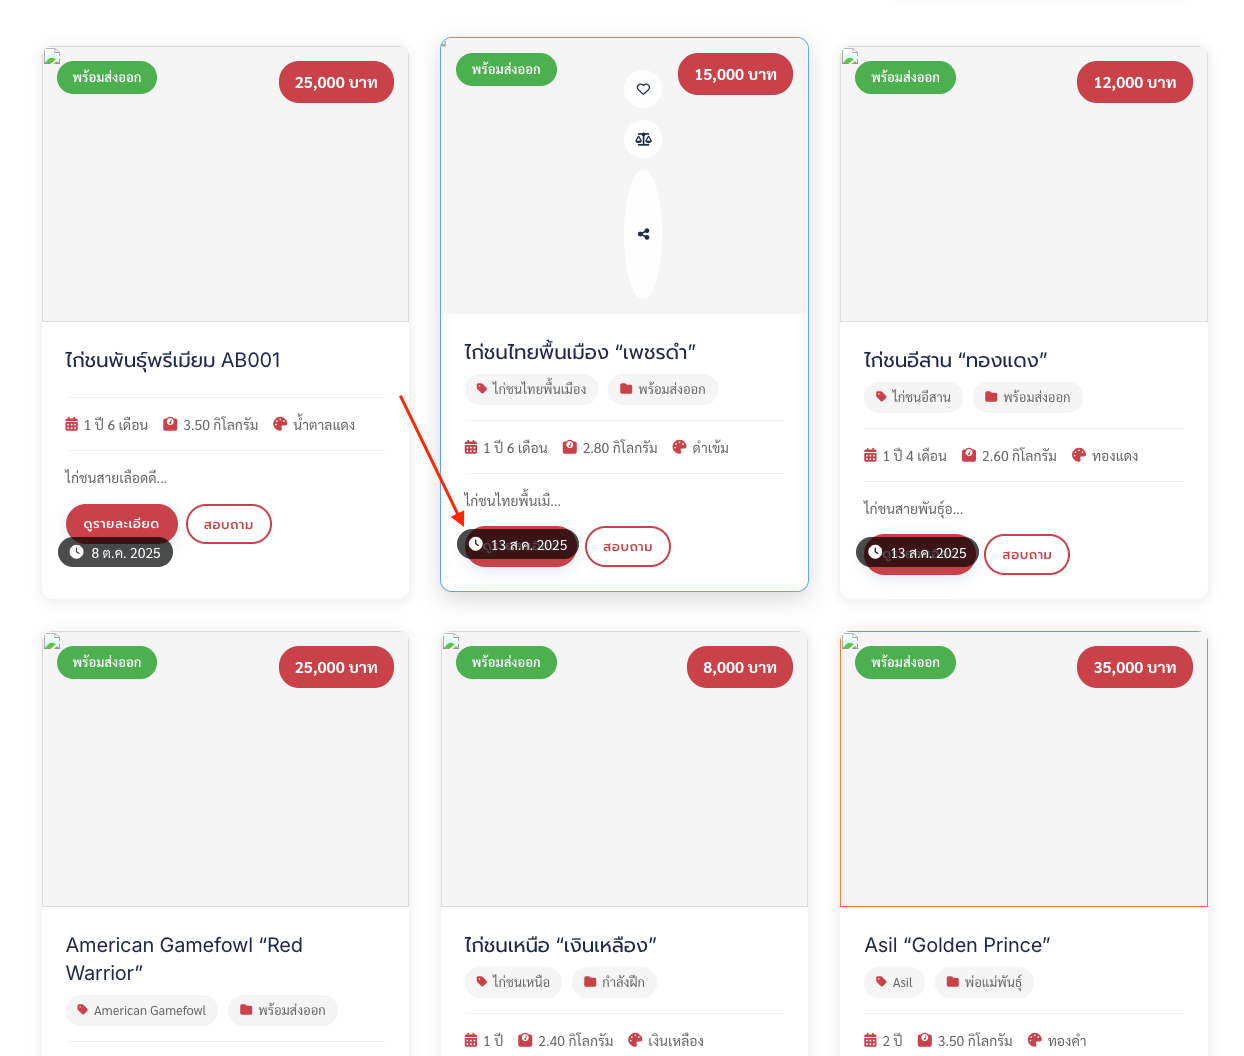 พร้อมส่งออก
25,000 บาท
พร้อมส่งออก
15,000 บาท
พร้อมส่งออก
12,000 บาท
ไก่ชนพันธุ์พรีเมียม AB001
1 ปี 6 เดือน 3.50 กิโลกรัม น้ำตาลแดง
ไก่ชนสายเลือดดี...
ดูรายละเอียด สอบถาม
8 ต.ค. 2025
ไก่ชนไทยพื้นเมือง “เพชรดำ”
ไก่ชนไทยพื้นเมือง พร้อมส่งออก
1 ปี 6 เดือน 2.80 กิโลกรัม ดำเข้ม
ไก่ชนไทยพื้นเมื...
13 ส.ค. 2025 สอบถาม
ไก่ชนอีสาน “ทองแดง”
ไก่ชนอีสาน พร้อมส่งออก
1 ปี 4 เดือน 2.60 กิโลกรัม ทองแดง
ไก่ชนสายพันธุ์อ...
13 ส.ค. 2025 สอบถาม
พร้อมส่งออก
25,000 บาท
พร้อมส่งออก
8,000 บาท
พร้อมส่งออก
35,000 บาท
American Gamefowl “Red
Warrior”
American Gamefowl พร้อมส่งออก
ไก่ชนเหนือ “เงินเหลือง”
ไก่ชนเหนือ กำลังฝึก
1 ปี 2.40 กิโลกรัม เงินเหลือง
Asil “Golden Prince”
Asil พ่อแม่พันธุ์
2 ปี 3.50 กิโลกรัม ทองคำ